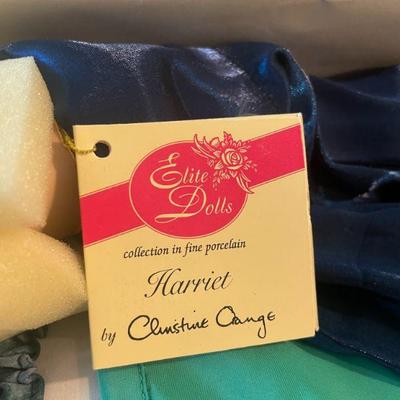 Elite
Dolls
collection in fine porcelain
Harriet
by Christine Orange